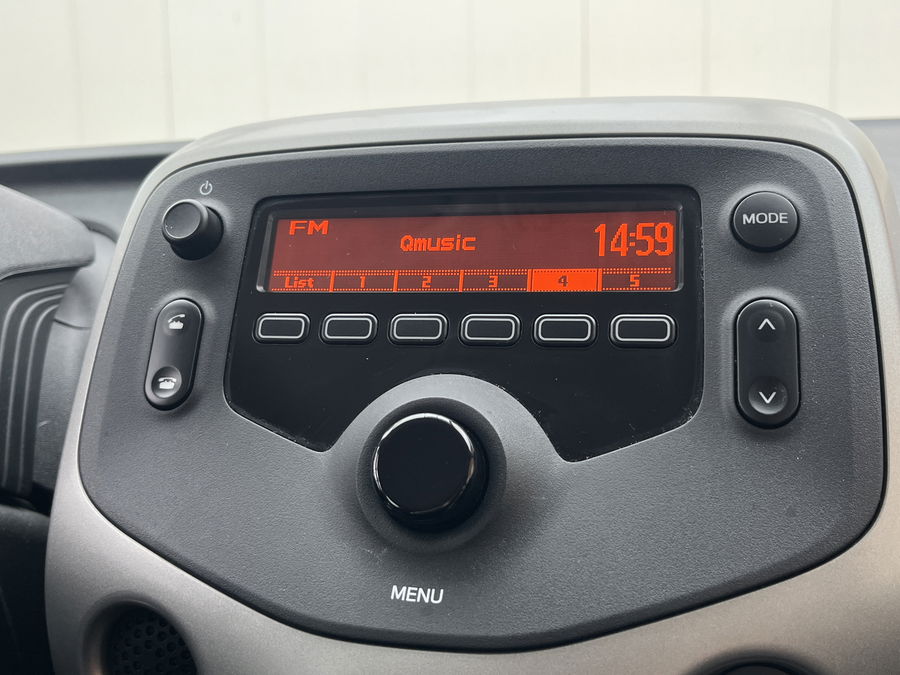 FM
Qmusic
14:59
List 1 2 3 4 5
MODE
MENU